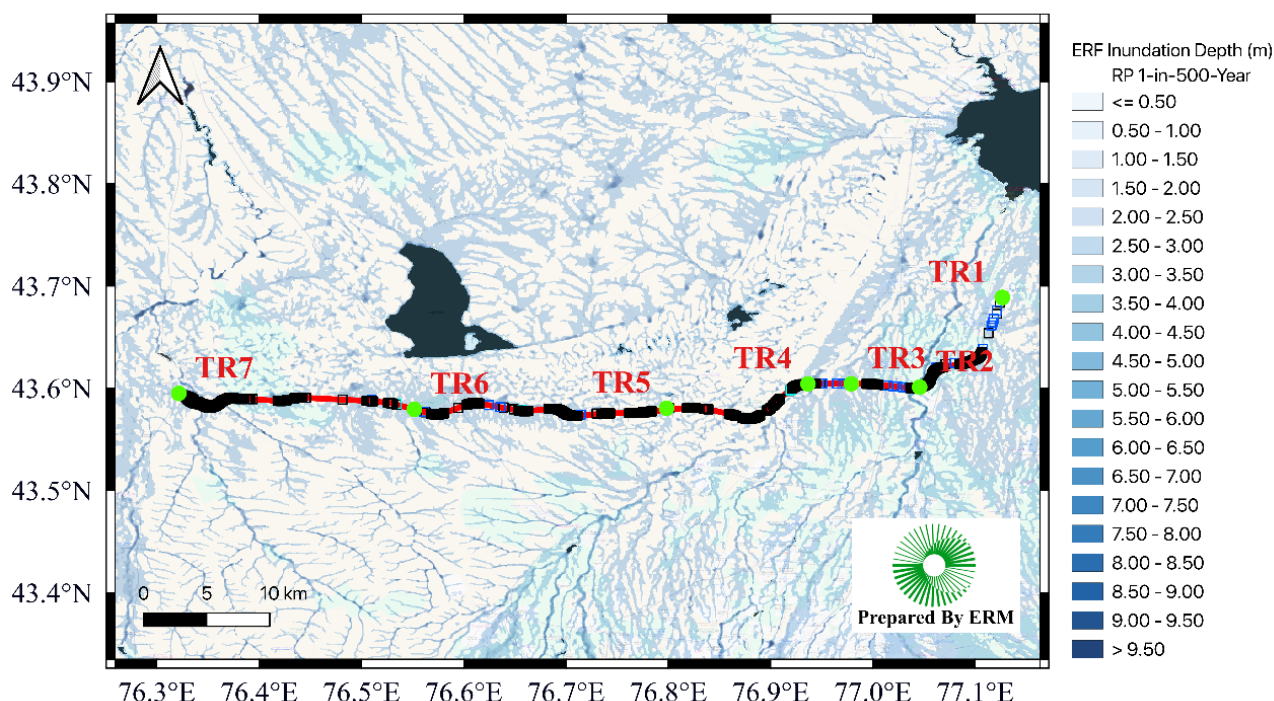 ERF Inundation Depth (m)
RP 1-in-500-Year
<= 0.50
0.50 - 1.00
1.00 - 1.50
1.50 - 2.00
2.00 - 2.50
2.50 - 3.00
3.00 - 3.50
3.50 - 4.00
4.00 - 4.50
4.50 - 5.00
5.00 - 5.50
5.50 - 6.00
6.00 - 6.50
6.50 - 7.00
7.00 - 7.50
7.50 - 8.00
8.00 - 8.50
8.50 - 9.00
9.00 - 9.50
> 9.50
43.9°N
43.8°N
43.7°N
43.6°N
43.5°N
43.4°N
TR1
TR7
TR6
TR5
TR4
TR3
TR2
0 5 10 km
Prepared By ERM
76.3°E 76.4°E 76.5°E 76.6°E 76.7°E 76.8°E 76.9°E 77.0°E 77.1°E